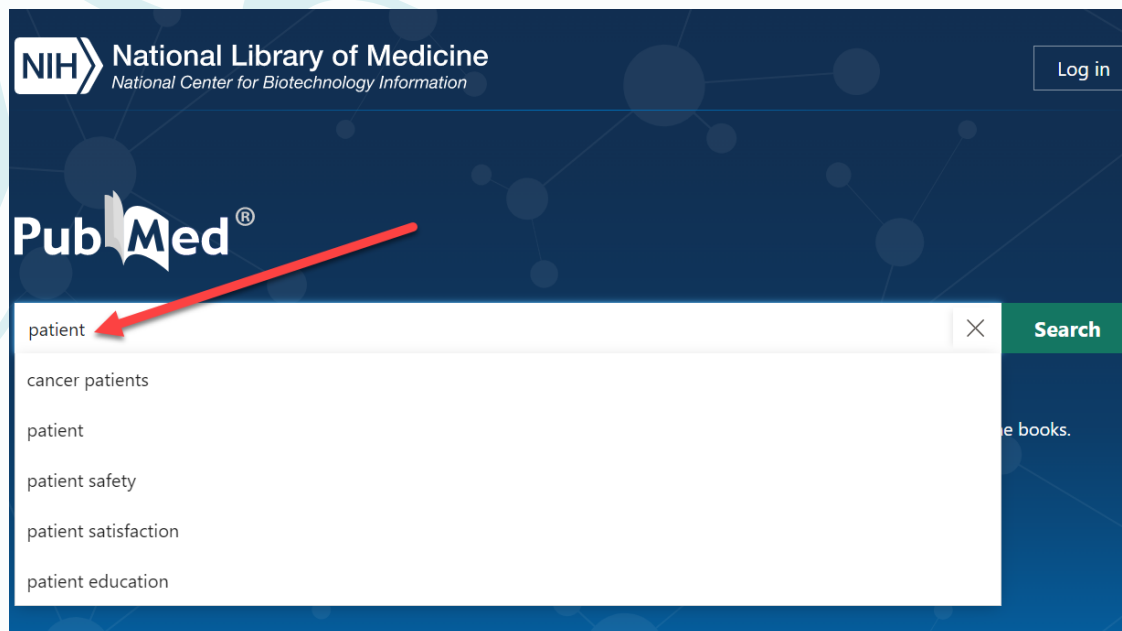 NIH
National Library of Medicine
National Center for Biotechnology Information
Log in
PubMed®
patient
Search
cancer patients
patient
e books.
patient safety
patient satisfaction
patient education